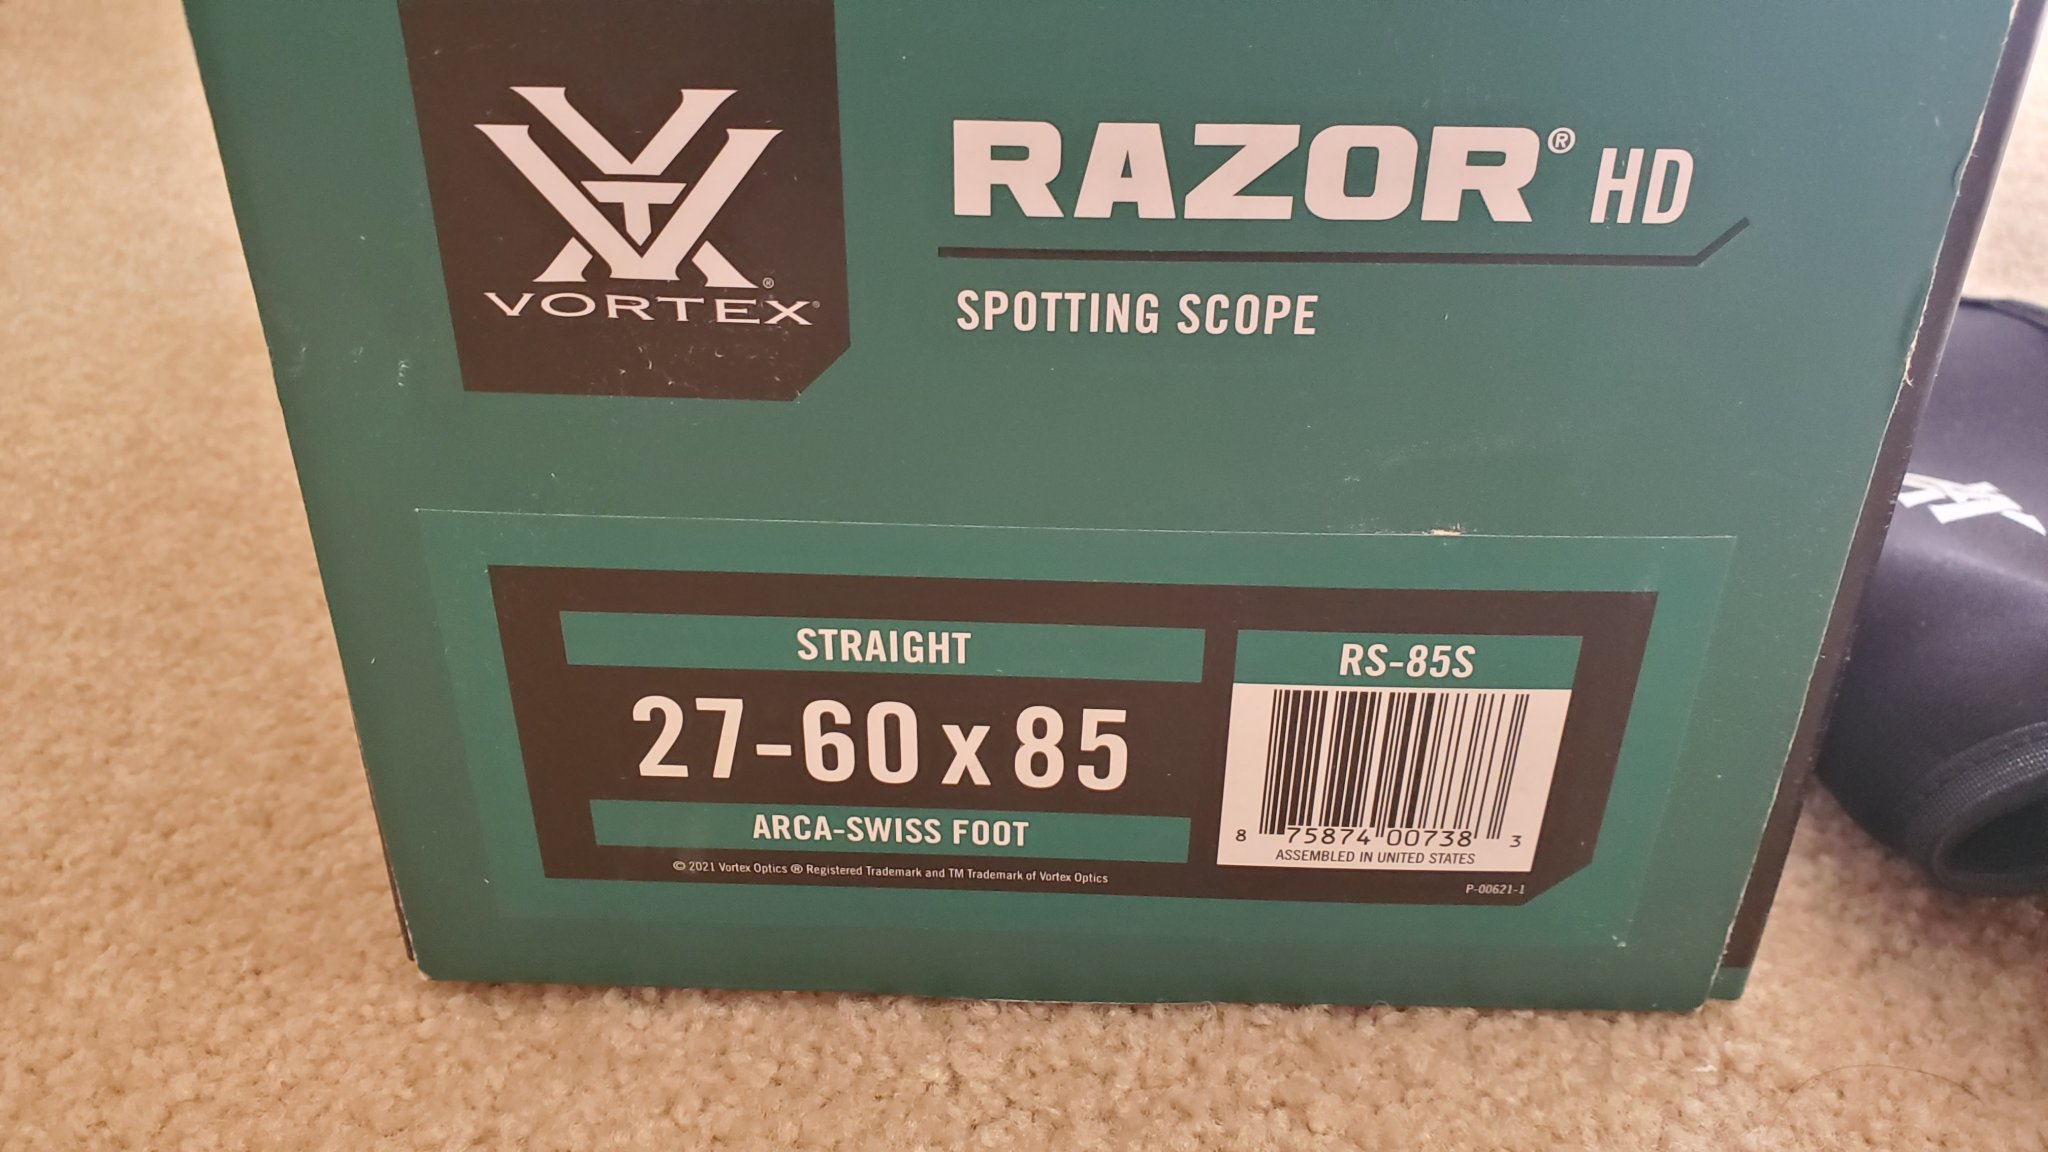 VORTEX®
RAZOR® HD
SPOTTING SCOPE
STRAIGHT
27-60 x 85
ARCA-SWISS FOOT
© 2021 Vortex Optics ® Registered Trademark and TM Trademark of Vortex Optics
RS-85S
8 75874 00738 3
ASSEMBLED IN UNITED STATES
P-00621-1